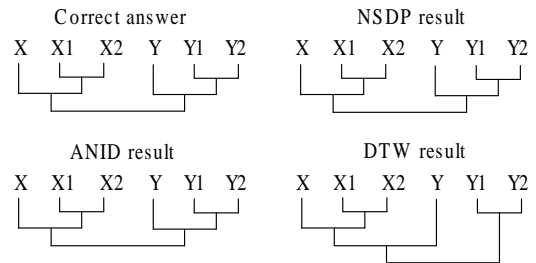 Correct answer
X X1 X2 Y Y1 Y2
NSDP result
X X1 X2 Y Y1 Y2
ANID result
X X1 X2 Y Y1 Y2
DTW result
X X1 X2 Y Y1 Y2